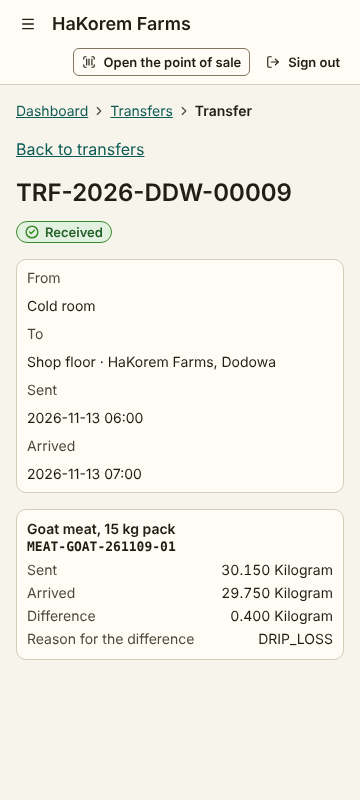 HaKorem Farms
Open the point of sale
Sign out
Dashboard > Transfers > Transfer
Back to transfers
TRF-2026-DDW-00009
Received
From
Cold room
To
Shop floor · HaKorem Farms, Dodowa
Sent
2026-11-13 06:00
Arrived
2026-11-13 07:00
Goat meat, 15 kg pack
MEAT-GOAT-261109-01
Sent 30.150 Kilogram
Arrived 29.750 Kilogram
Difference 0.400 Kilogram
Reason for the difference DRIP_LOSS